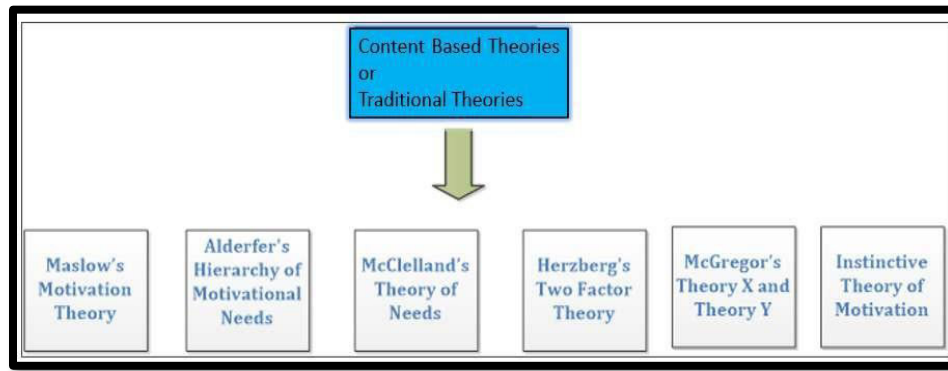 Content Based Theories
or
Traditional Theories
Maslow's
Motivation
Theory
Alderfer's
Hierarchy of
Motivational
Needs
McClelland's
Theory of
Needs
Herzberg's
Two Factor
Theory
McGregor's
Theory X and
Theory Y
Instinctive
Theory of
Motivation